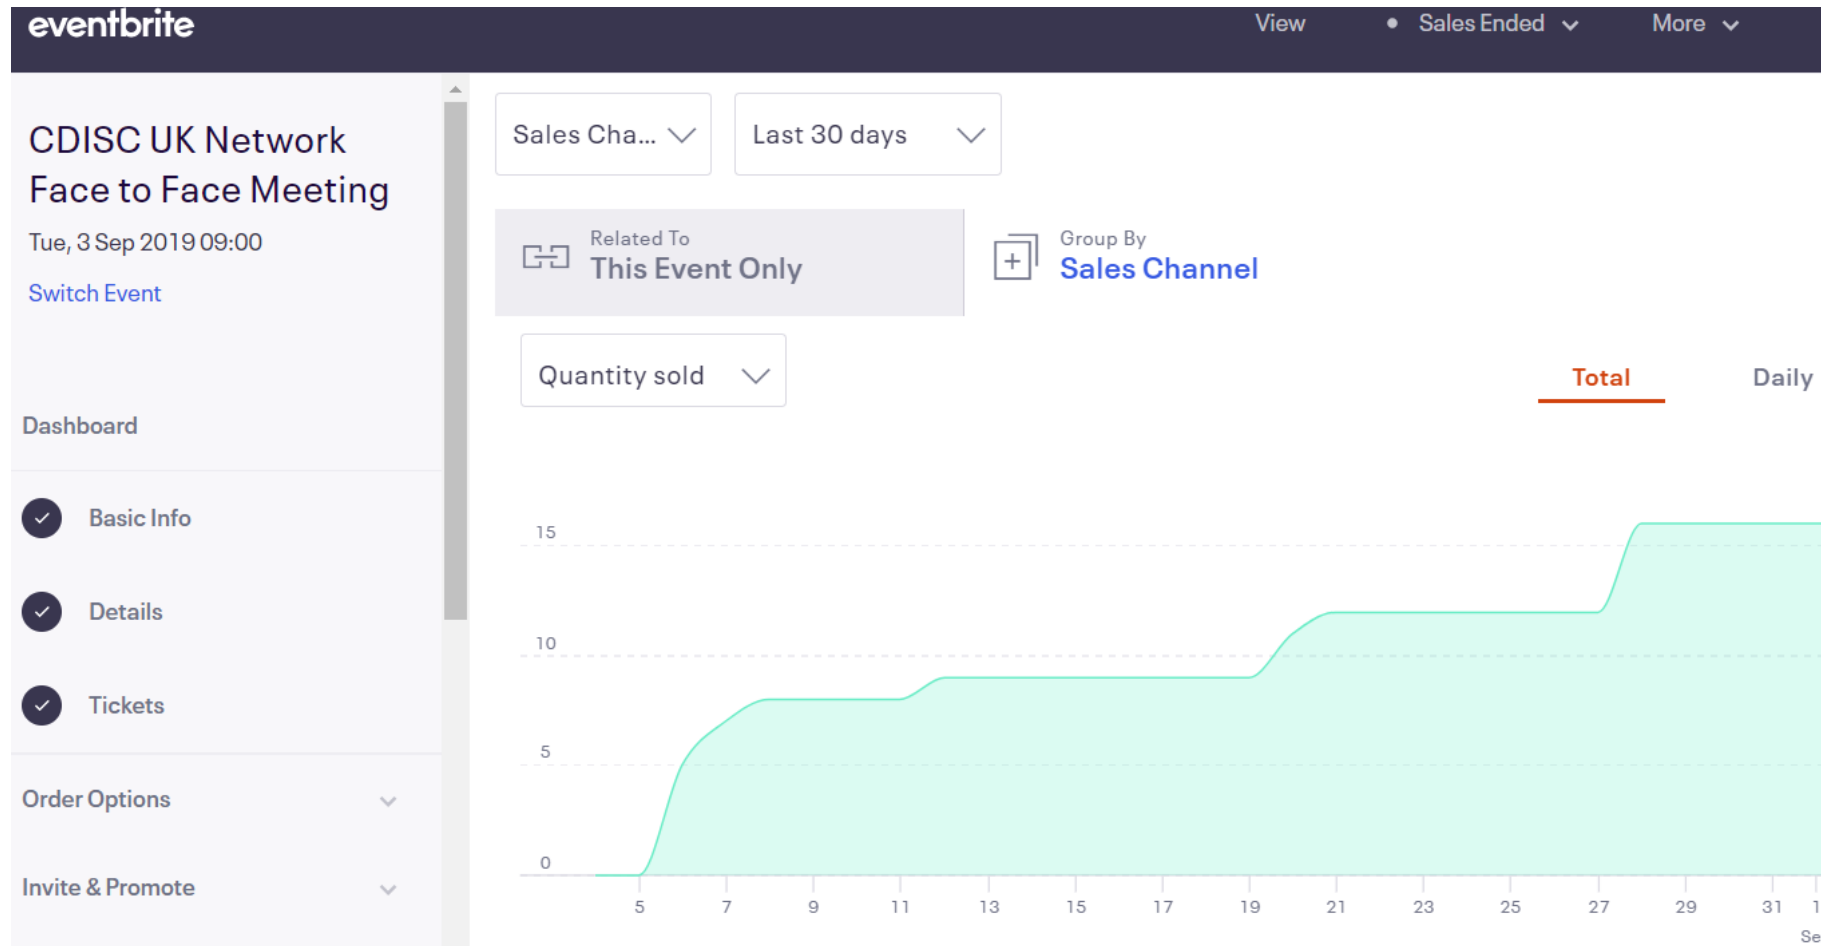 eventbrite
View
Sales Ended
More
CDISC UK Network
Face to Face Meeting
Tue, 3 Sep 2019 09:00
Switch Event
Dashboard
Basic Info
Details
Tickets
Order Options
Invite & Promote
Sales Cha...
Last 30 days
Related To
This Event Only
Group By
Sales Channel
Quantity sold
Total
Daily
15
10
5
0
5 7 9 11 13 15 17 19 21 23 25 27 29 31 1
Se